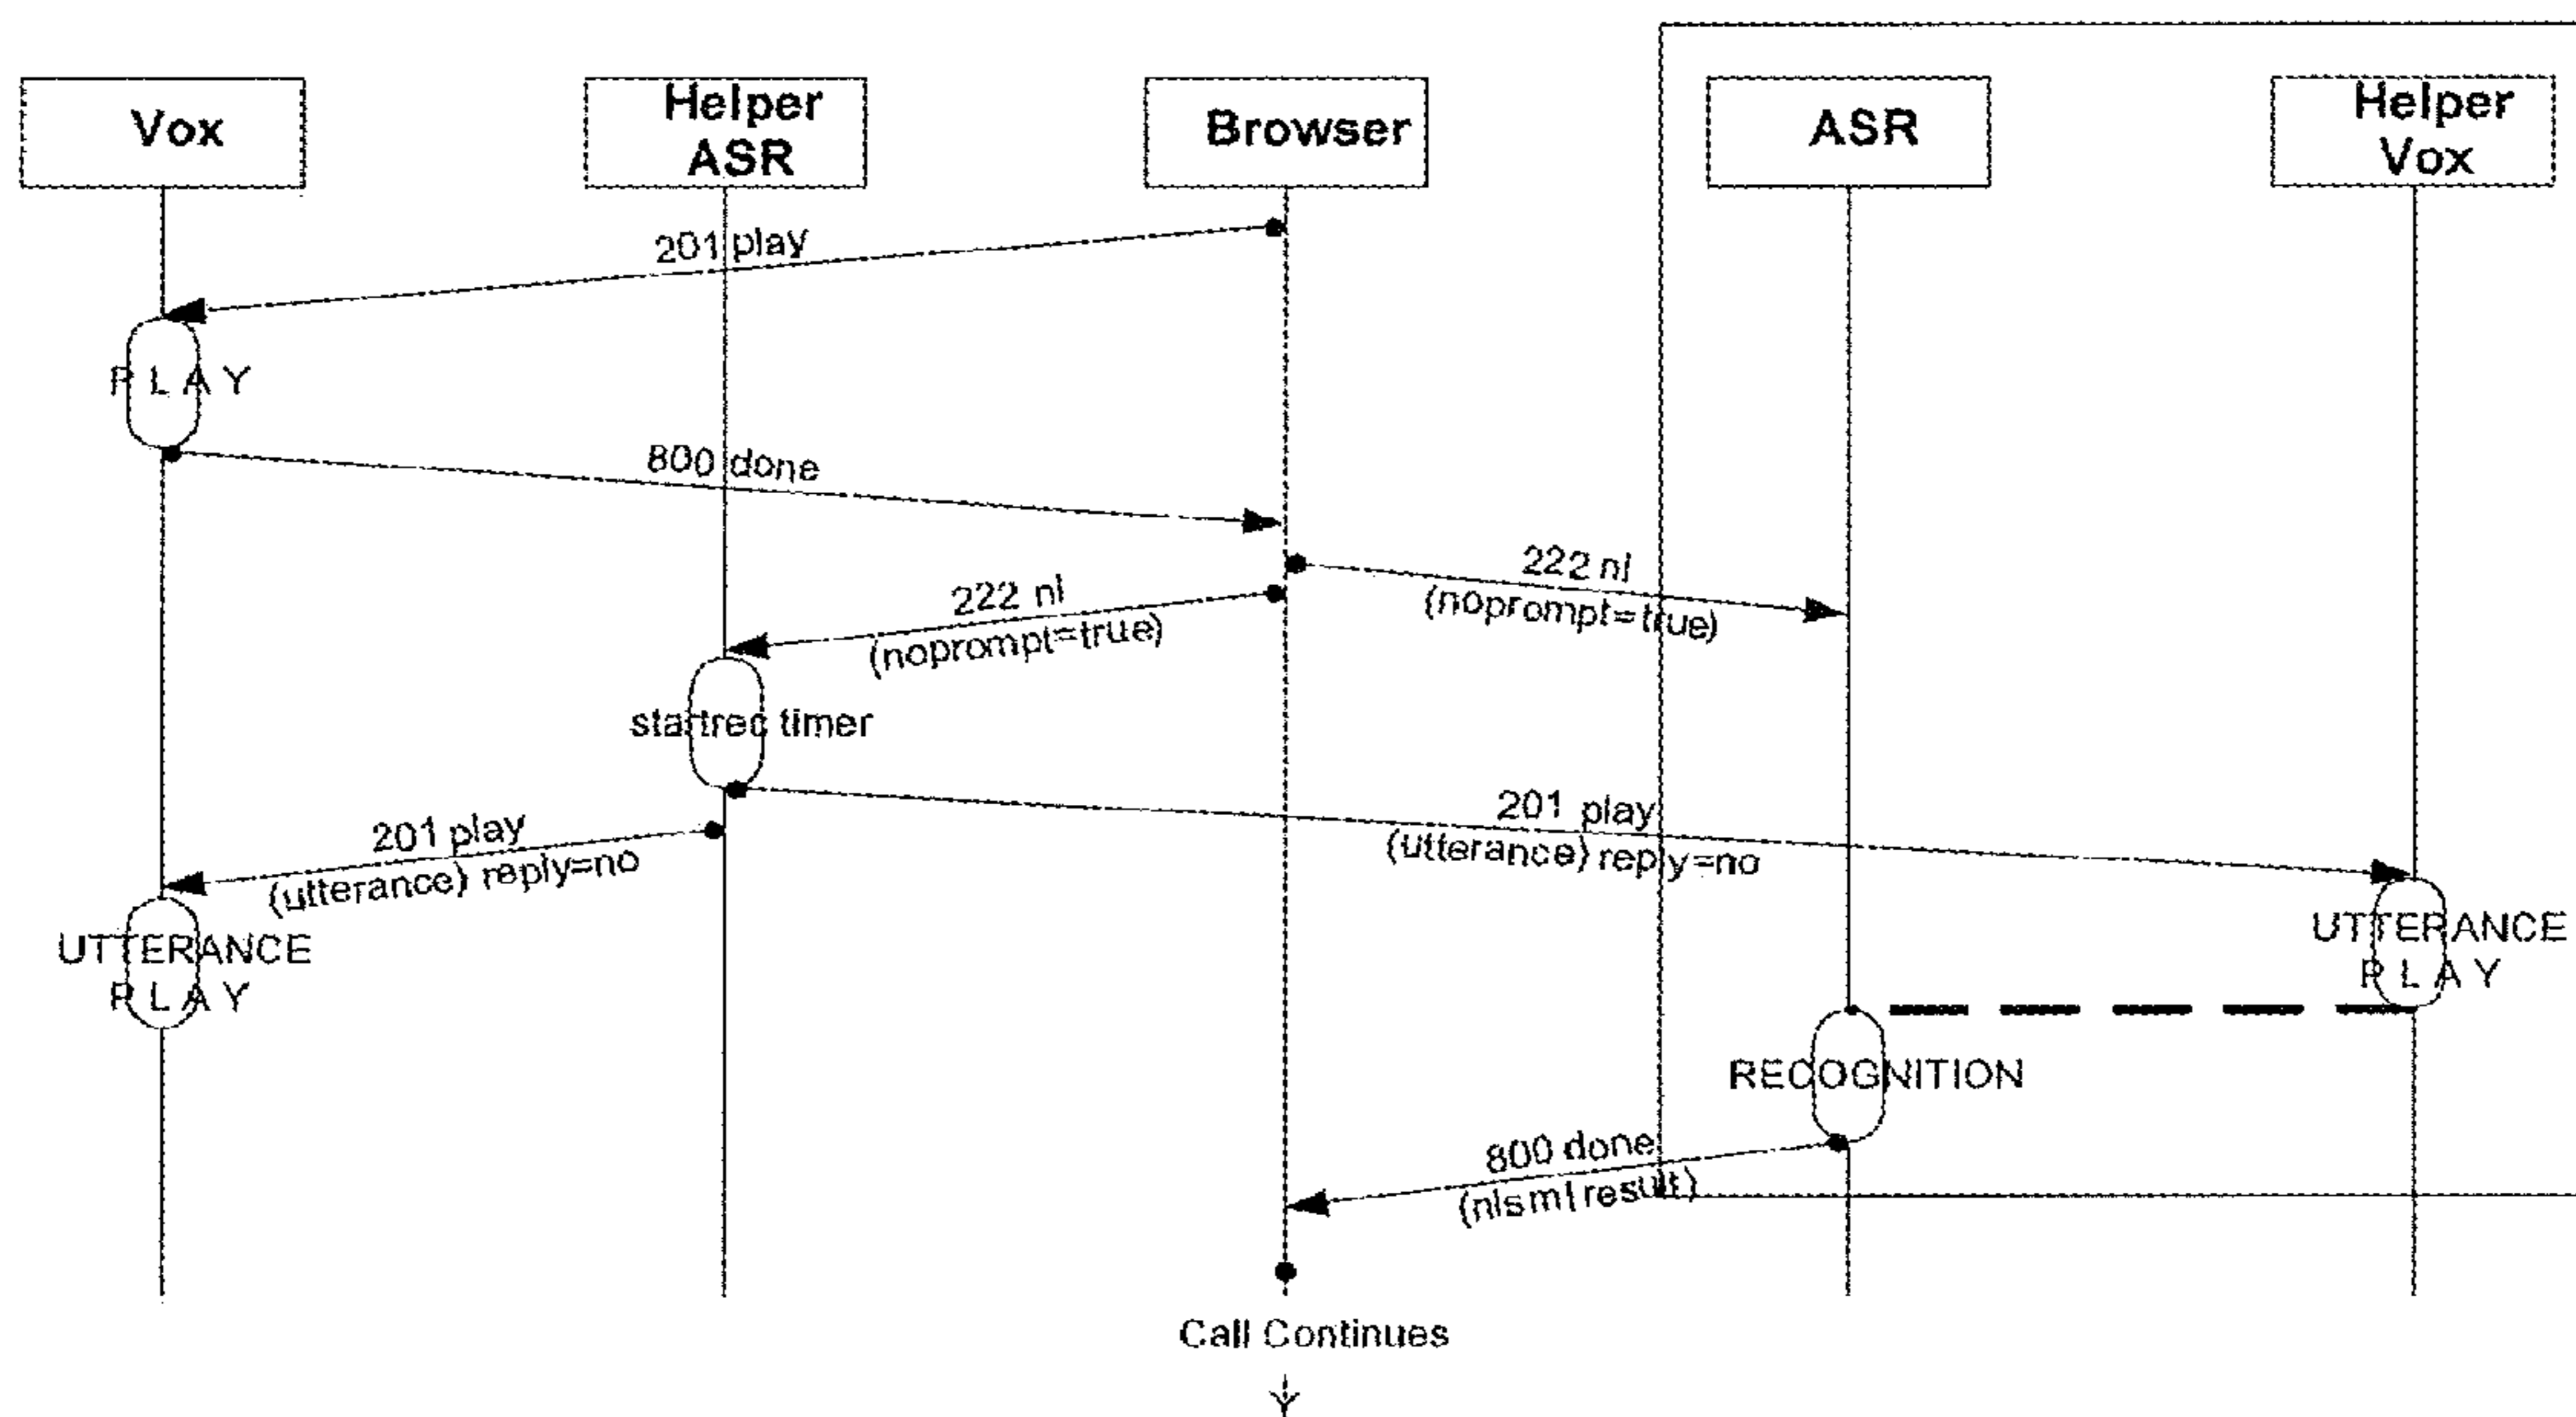 Vox
Helper
ASR
Browser
ASR
Helper
Vox
201 play
PLAY
800 done
222 nl
(noprompt=true)
222 nl
(noprompt=true)
startrec timer
201 play
(utterance) reply=no
201 play
(utterance) reply=no
UTTERANCE
PLAY
UTTERANCE
PLAY
RECOGNITION
800 done
(nlsml result)
Call Continues